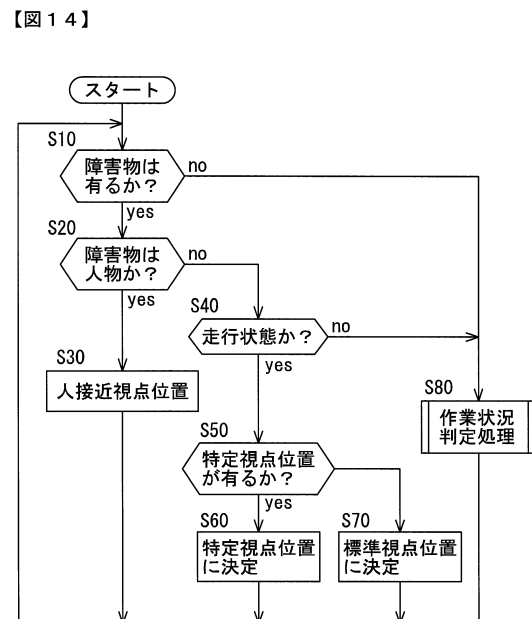 【図１４】
スタート
S10
障害物は
有るか？
no
yes
S20
障害物は
人物か？
no
yes
S40
走行状態か？
no
yes
S30
人接近視点位置
S80
作業状況
判定処理
S50
特定視点位置
が有るか？
yes
S60
特定視点位置
に決定
S70
標準視点位置
に決定